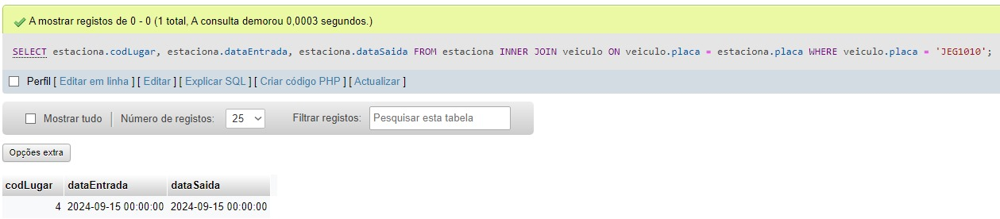 A mostrar registos de 0 - 0 (1 total, A consulta demorou 0,0003 segundos.)
SELECT estaciona.codLugar, estaciona.dataEntrada, estaciona.dataSaida FROM estaciona INNER JOIN veiculo ON veiculo.placa = estaciona.placa WHERE veiculo.placa = 'JEG1010';
Perfil [ Editar em linha ] [ Editar ] [ Explicar SQL ] [ Criar código PHP ] [ Actualizar ]
Mostrar tudo | Número de registos: 25 Filtrar registos: Pesquisar esta tabela
Opções extra
codLugar dataEntrada dataSaida
4 2024-09-15 00:00:00 2024-09-15 00:00:00